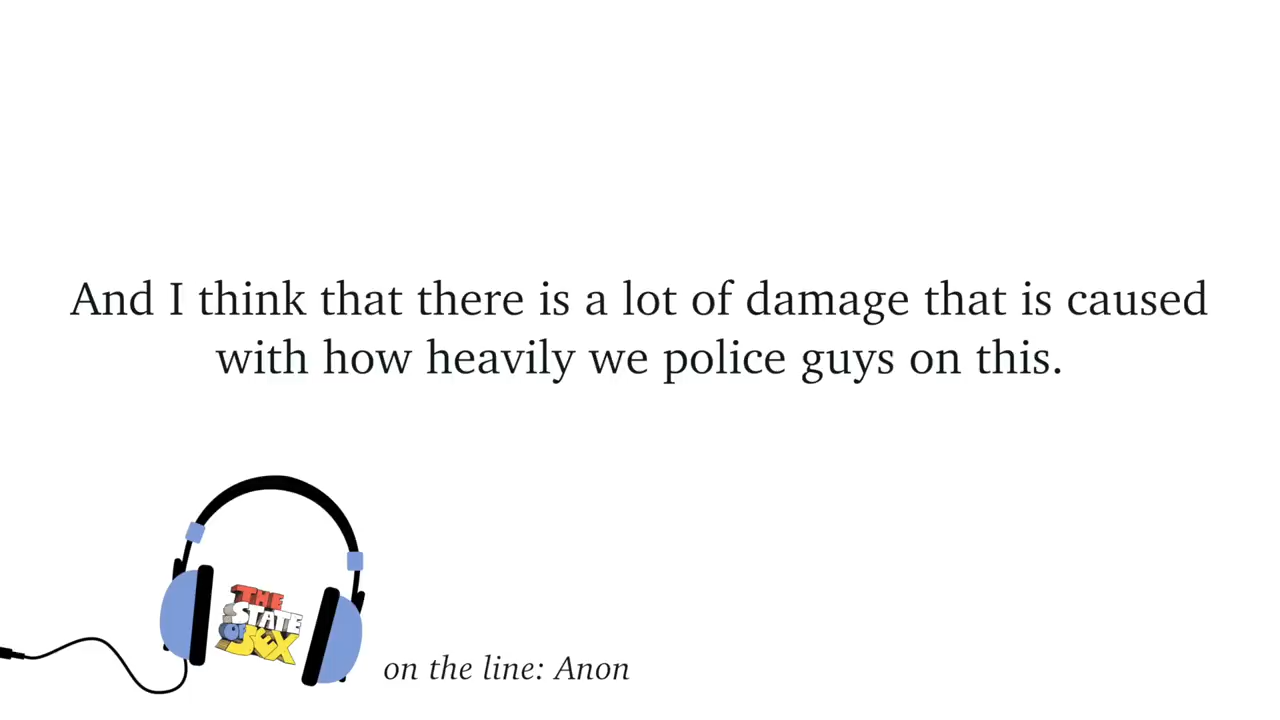 And I think that there is a lot of damage that is caused
with how heavily we police guys on this.
THE
STATE
OF SEX
on the line: Anon